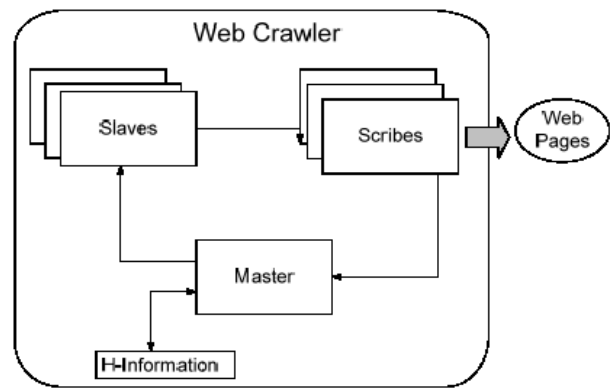 Web Crawler
Slaves
Scribes
Web
Pages
Master
H-Information